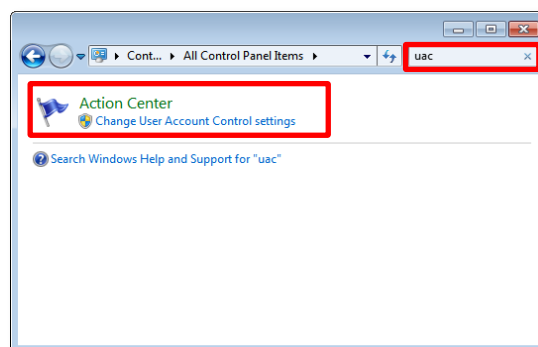 Cont... All Control Panel Items uac
Action Center
Change User Account Control settings
Search Windows Help and Support for "uac"